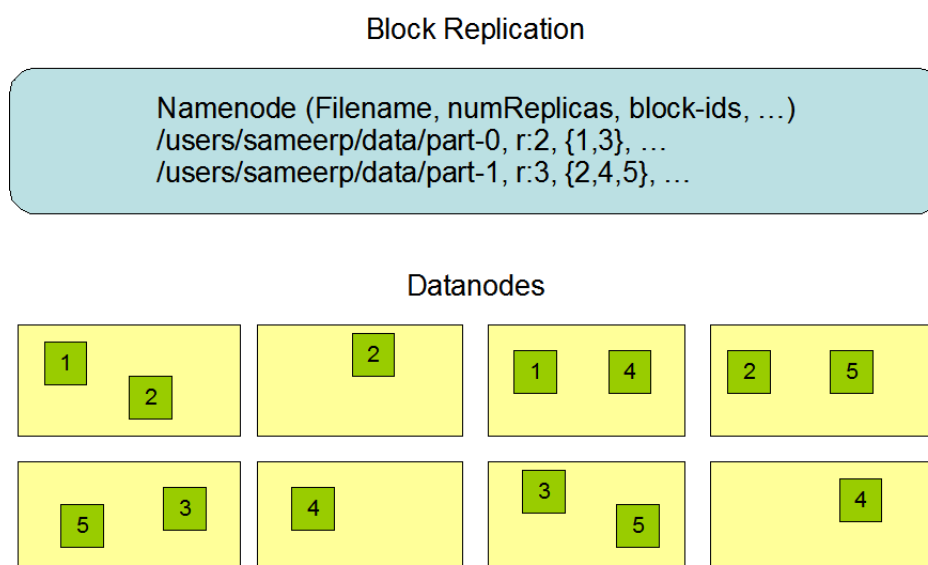 Block Replication
Namenode (Filename, numReplicas, block-ids, …)
/users/sameerp/data/part-0, r:2, {1,3}, …
/users/sameerp/data/part-1, r:3, {2,4,5}, …
Datanodes
1
2
2
1 4
2 5
5 3
4
3
5
4